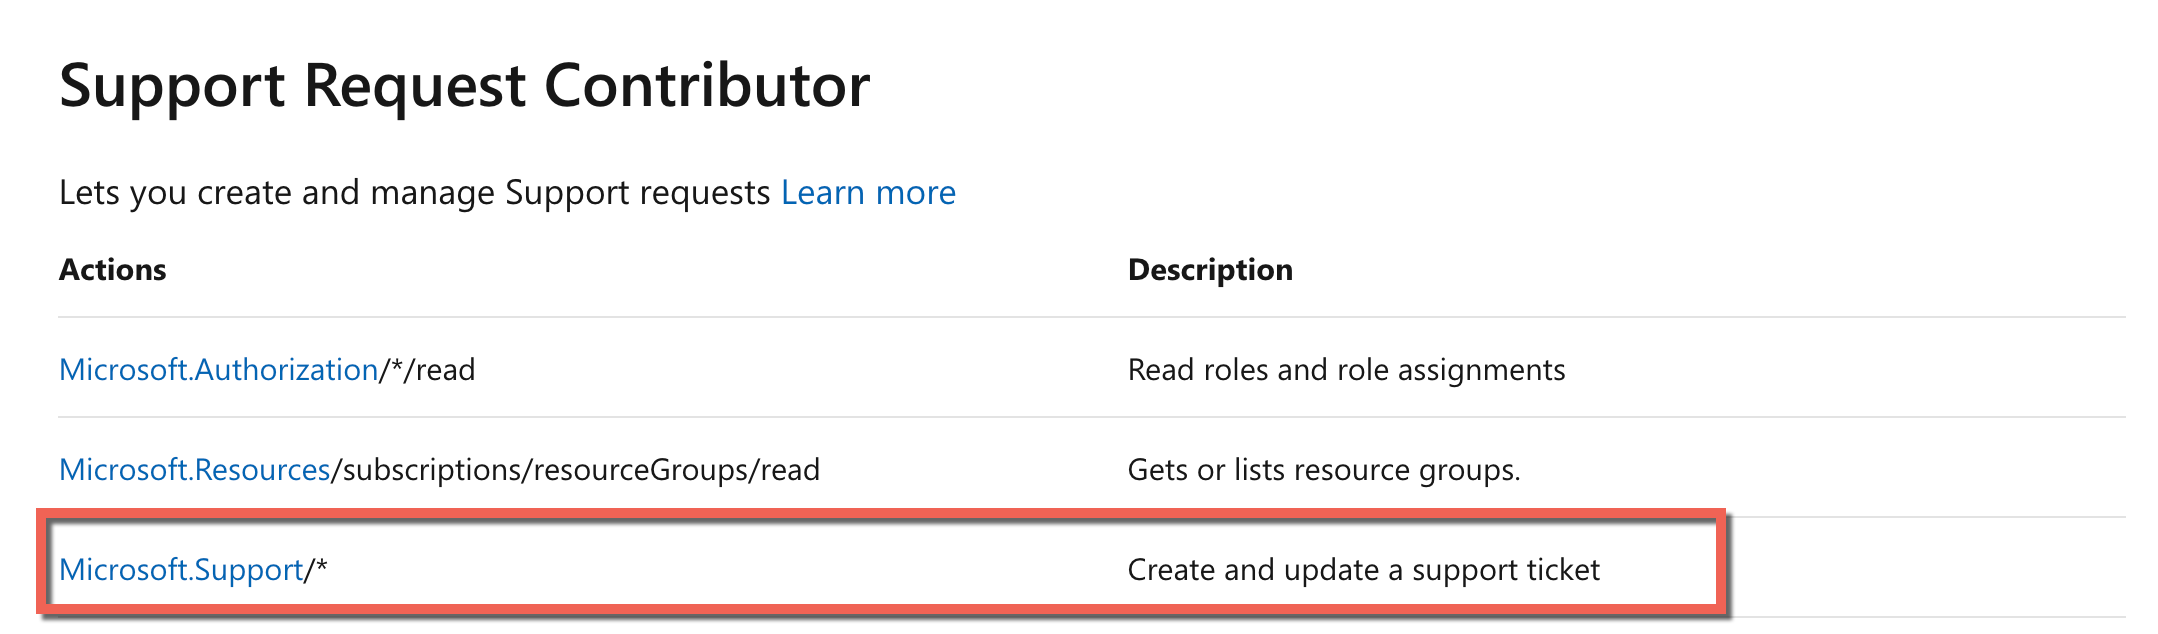 Support Request Contributor
Lets you create and manage Support requests Learn more
Actions Description
Microsoft.Authorization/*/read Read roles and role assignments
Microsoft.Resources/subscriptions/resourceGroups/read Gets or lists resource groups.
Microsoft.Support/* Create and update a support ticket